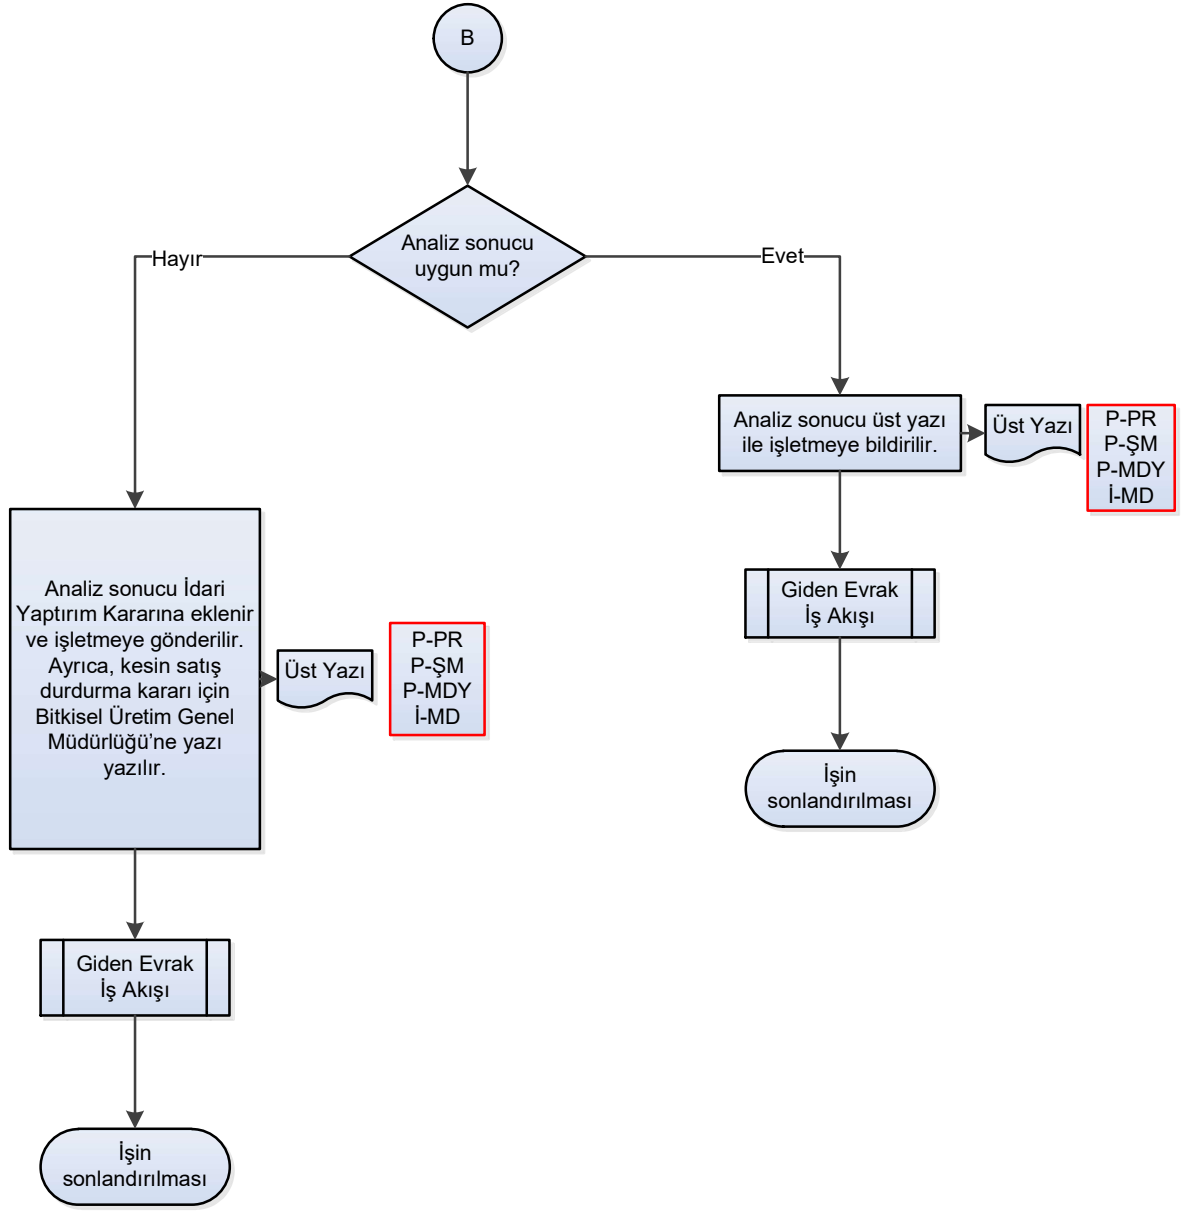 B
Analiz sonucu
uygun mu?
Hayır
Evet
Analiz sonucu üst yazı
ile işletmeye bildirilir.
Üst Yazı
P-PR
P-ŞM
P-MDY
İ-MD
Giden Evrak
İş Akışı
İşin
sonlandırılması
Analiz sonucu İdari
Yaptırım Kararına eklenir
ve işletmeye gönderilir.
Ayrıca, kesin satış
durdurma kararı için
Bitkisel Üretim Genel
Müdürlüğü’ne yazı
yazılır.
Üst Yazı
P-PR
P-ŞM
P-MDY
İ-MD
Giden Evrak
İş Akışı
İşin
sonlandırılması